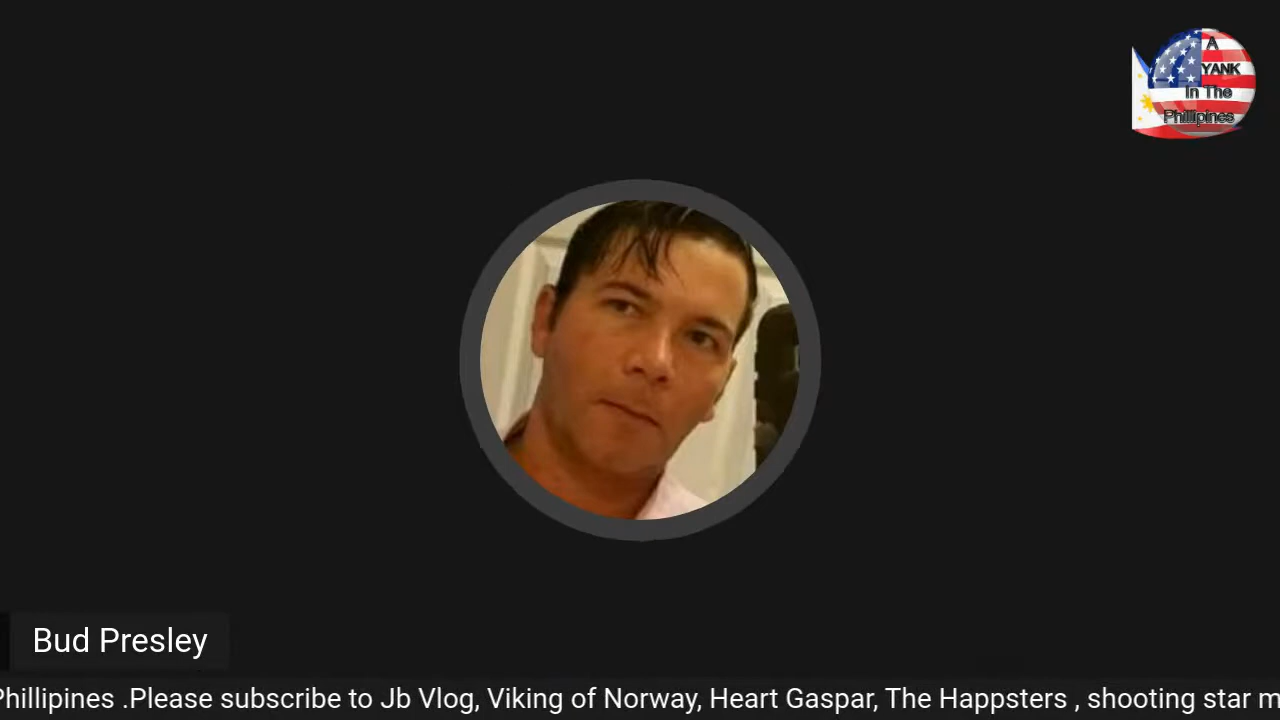 A
YANK
In The
Phillipines
Bud Presley
Phillipines .Please subscribe to Jb Vlog, Viking of Norway, Heart Gaspar, The Happsters , shooting star m